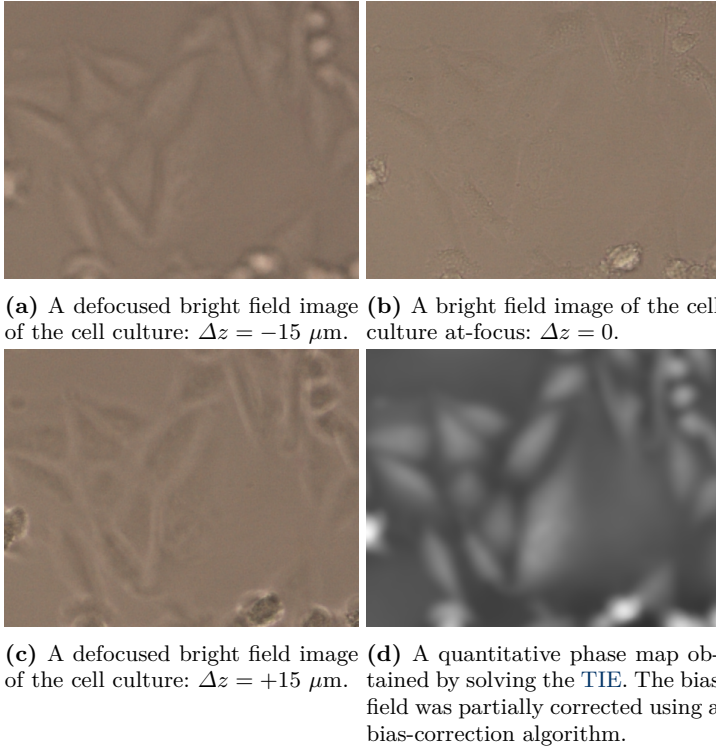 (a) A defocused bright field image
of the cell culture: Δz = −15 μm.
(b) A bright field image of the cell
culture at-focus: Δz = 0.
(c) A defocused bright field image
of the cell culture: Δz = +15 μm.
(d) A quantitative phase map ob-
tained by solving the TIE. The bias
field was partially corrected using a
bias-correction algorithm.